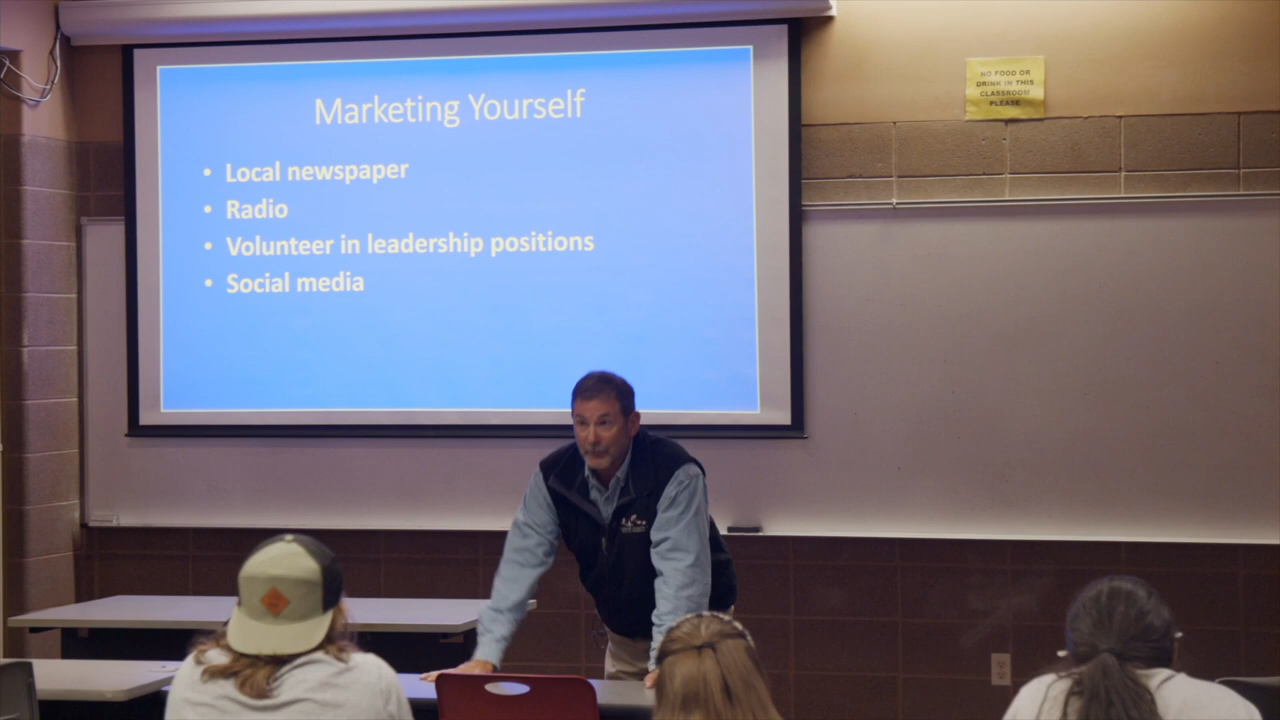 Marketing Yourself
• Local newspaper
• Radio
• Volunteer in leadership positions
• Social media
NO FOOD OR
DRINK IN THIS
CLASSROOM
PLEASE